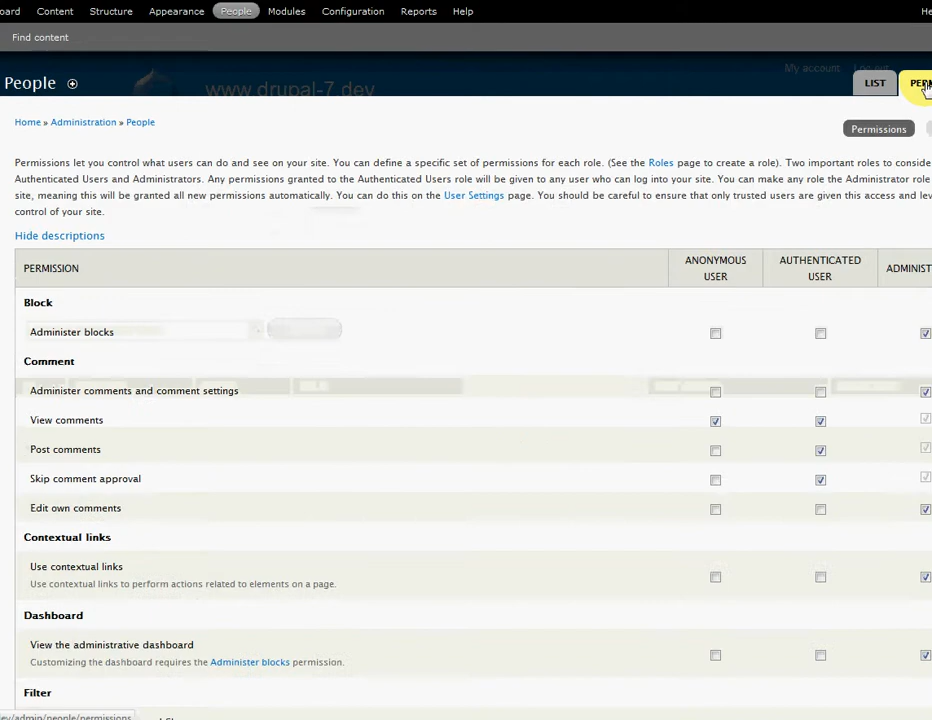 oard Content Structure Appearance People Modules Configuration Reports Help He
Find content
My account Log out
People LIST PERM
www.drupal-7.dev
Home » Administration » People
Permissions
Permissions let you control what users can do and see on your site. You can define a specific set of permissions for each role. (See the Roles page to create a role). Two important roles to conside
Authenticated Users and Administrators. Any permissions granted to the Authenticated Users role will be given to any user who can log into your site. You can make any role the Administrator role
site, meaning this will be granted all new permissions automatically. You can do this on the User Settings page. You should be careful to ensure that only trusted users are given this access and lev
control of your site.
Hide descriptions
PERMISSION ANONYMOUS USER AUTHENTICATED USER ADMINIST
Block
Administer blocks
Comment
Administer comments and comment settings
View comments
Post comments
Skip comment approval
Edit own comments
Contextual links
Use contextual links
Use contextual links to perform actions related to elements on a page.
Dashboard
View the administrative dashboard
Customizing the dashboard requires the Administer blocks permission.
Filter
ev/admin/people/permissions